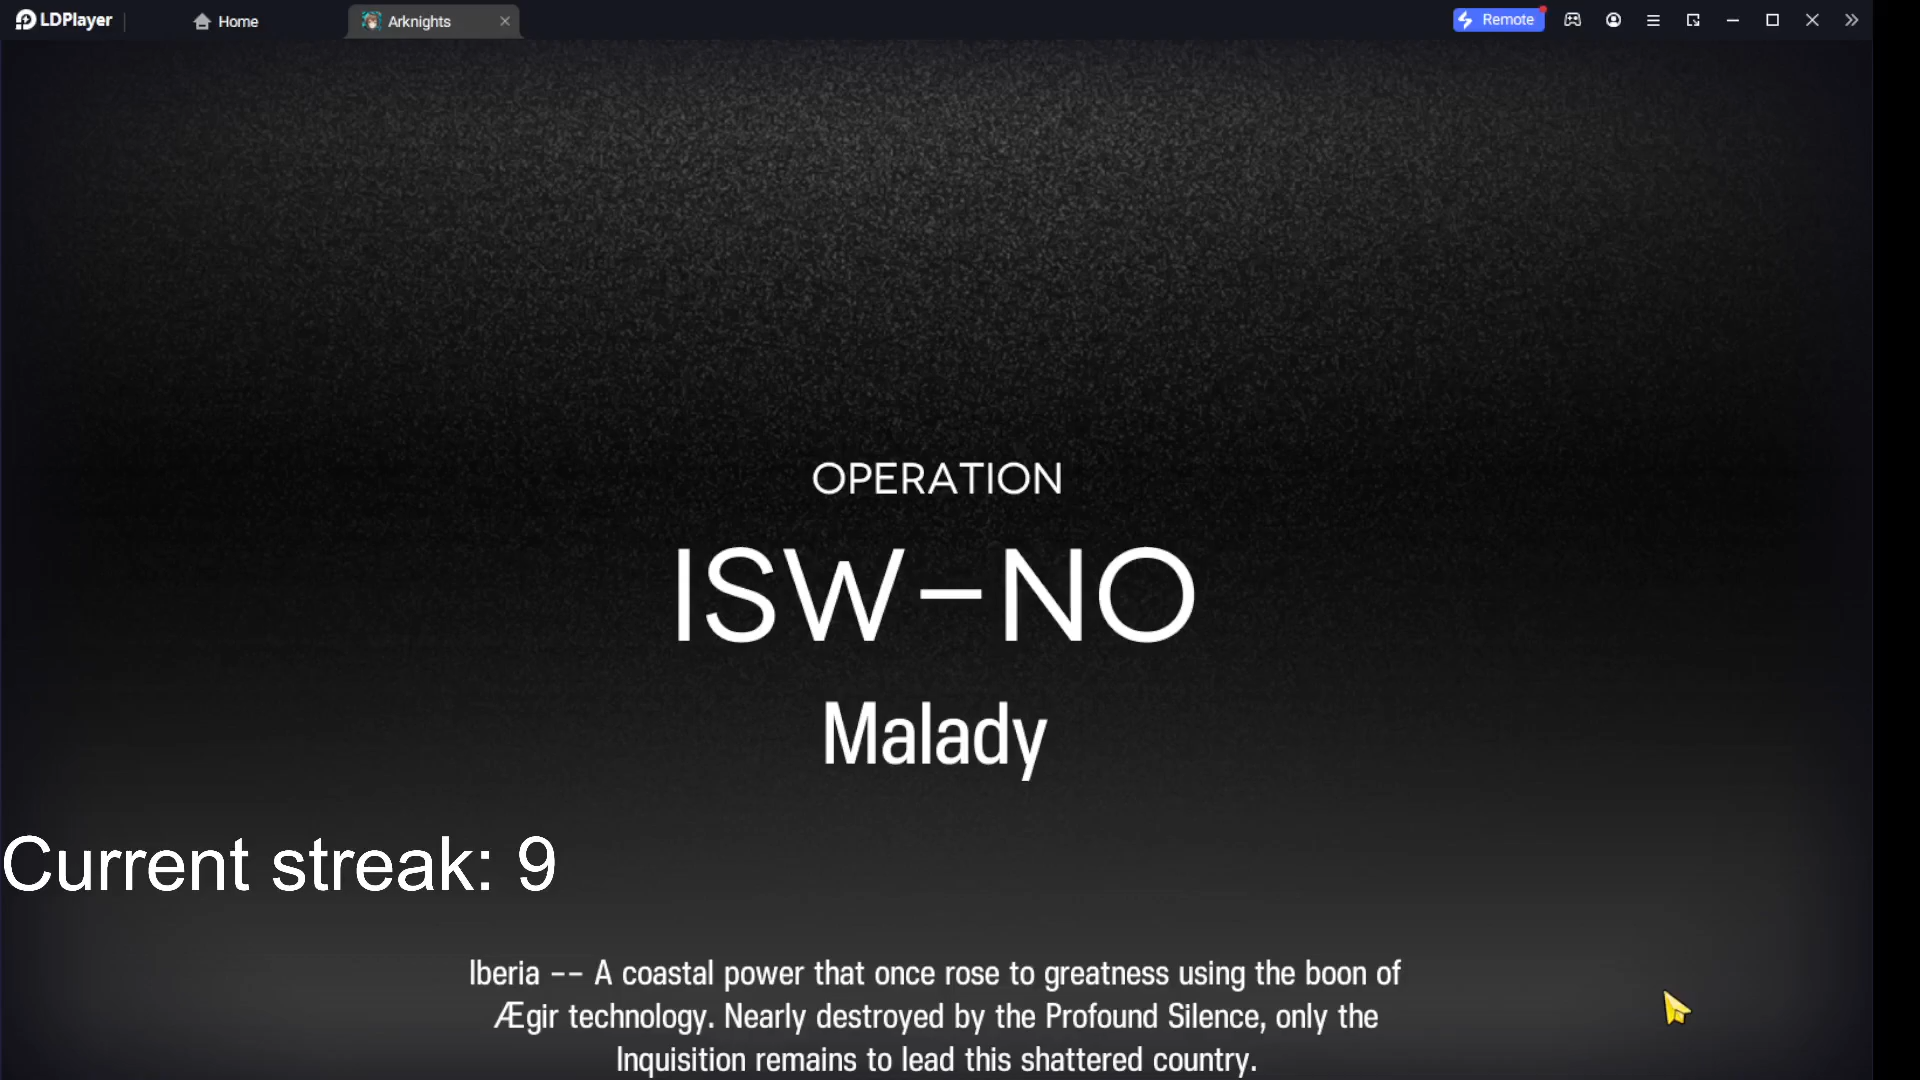 LDPlayer
Home
Arknights
Remote
OPERATION
ISW-NO
Malady
Current streak: 9
Iberia -- A coastal power that once rose to greatness using the boon of
Ægir technology. Nearly destroyed by the Profound Silence, only the
Inquisition remains to lead this shattered country.